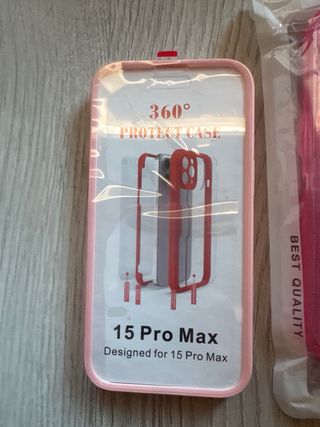 360°
PROTECT CASE
15 Pro Max
Designed for 15 Pro Max
BEST QUALITY